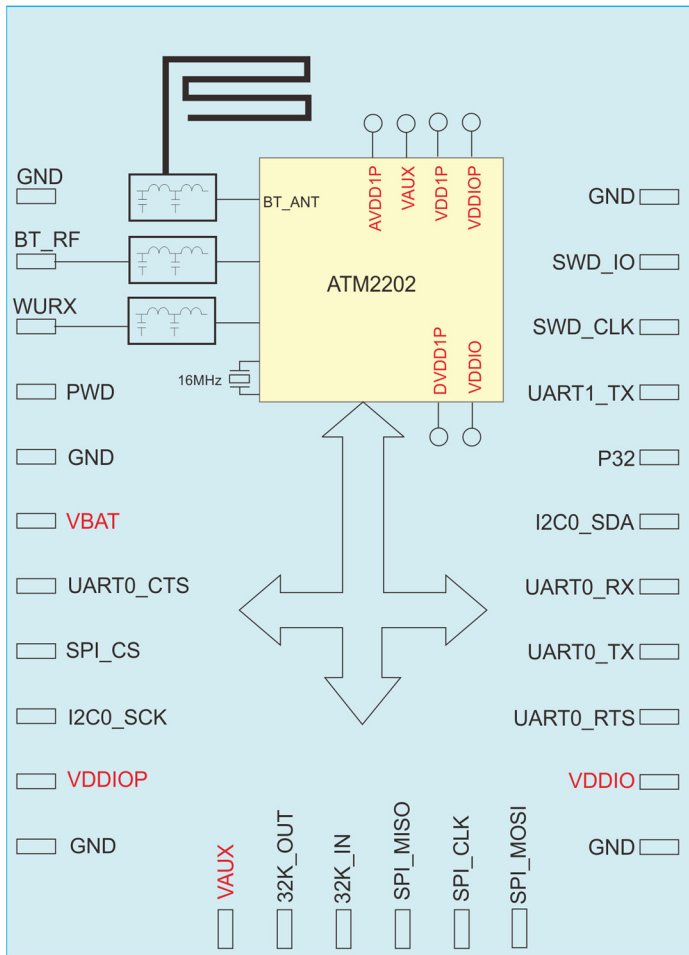 GND
BT_RF
WURX
PWD
GND
VBAT
UART0_CTS
SPI_CS
I2C0_SCK
VDDIOP
GND
BT_ANT
AVDD1P
VAUX
VDD1P
VDDIOP
ATM2202
16MHz
DVDD1P
VDDIO
GND
SWD_IO
SWD_CLK
UART1_TX
P32
I2C0_SDA
UART0_RX
UART0_TX
UART0_RTS
VDDIO
GND
VAUX
32K_OUT
32K_IN
SPI_MISO
SPI_CLK
SPI_MOSI